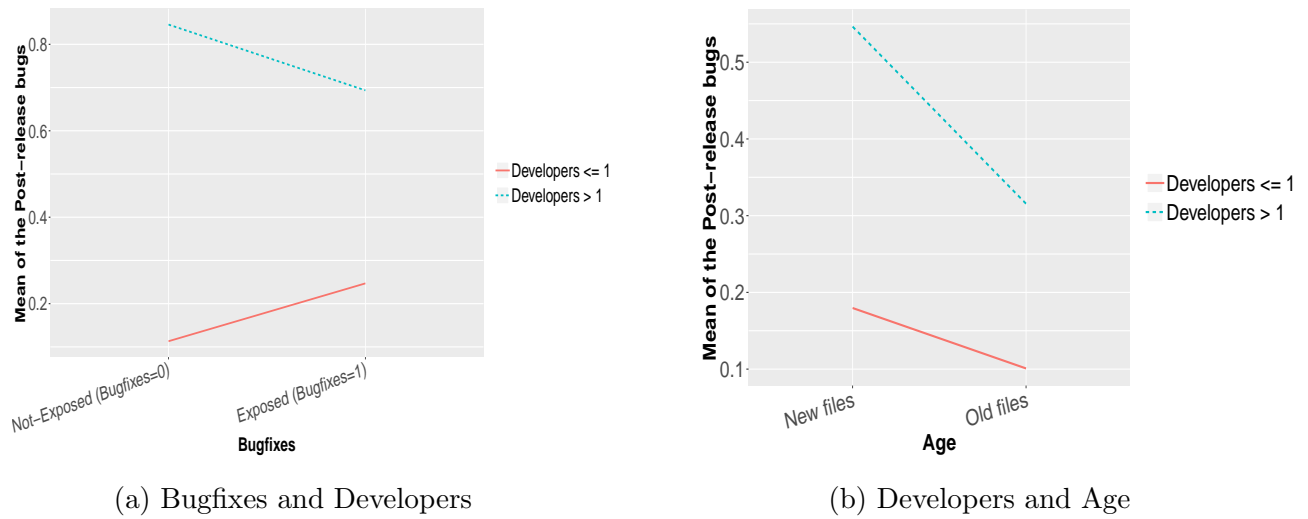 Mean of the Post-release bugs
0.8
0.6
0.4
0.2
Not-Exposed (Bugfixes=0)
Exposed (Bugfixes=1)
Bugfixes
Developers <= 1
Developers > 1
(a) Bugfixes and Developers
Mean of the Post-release bugs
0.5
0.4
0.3
0.2
0.1
New files
Old files
Age
Developers <= 1
Developers > 1
(b) Developers and Age